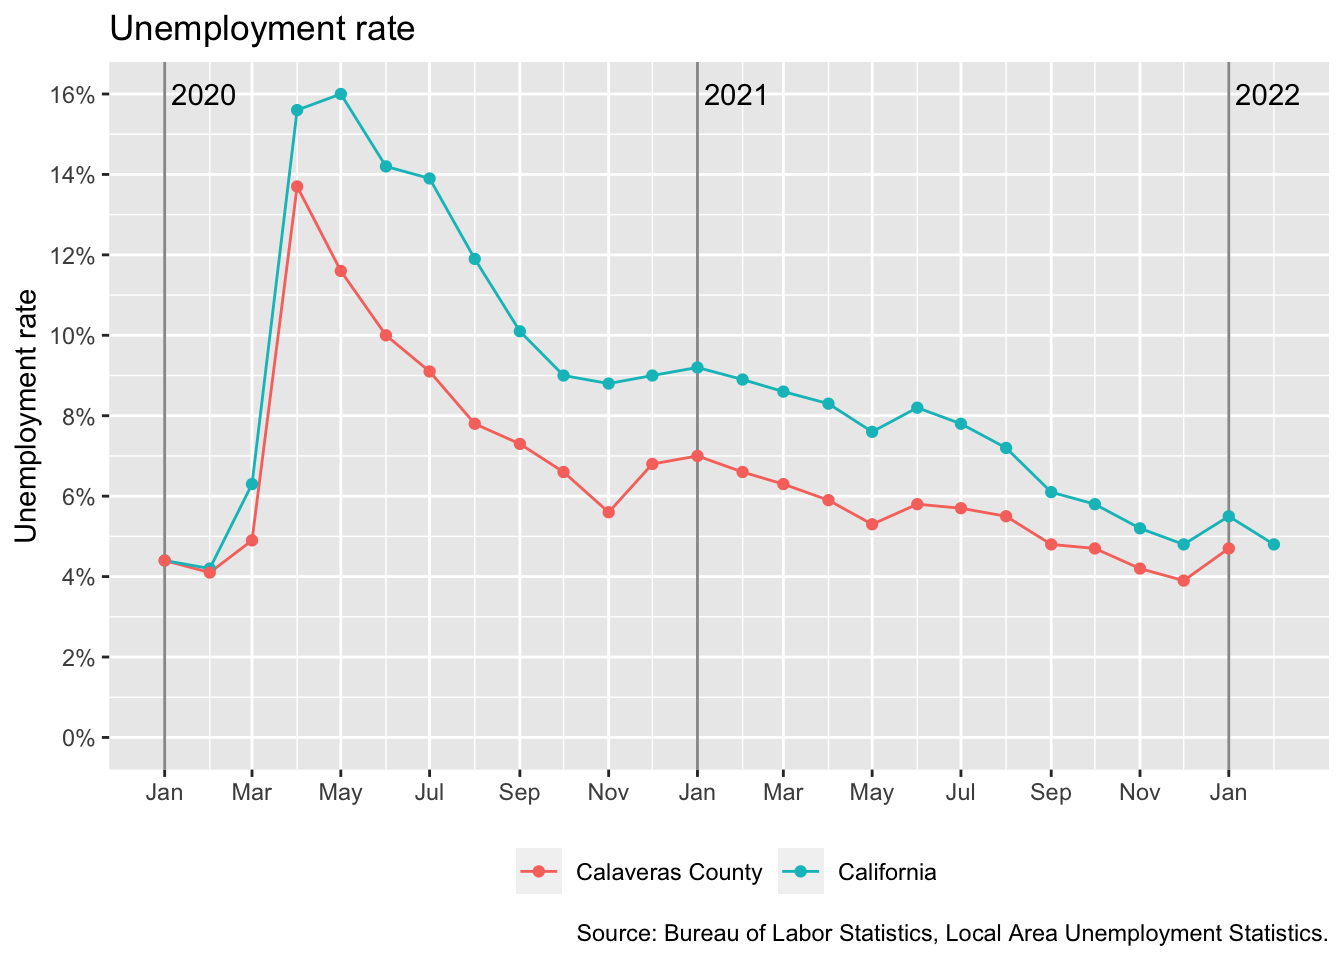 Unemployment rate
2020 2021 2022
16%
14%
12%
10%
8%
6%
4%
2%
0%
Unemployment rate
Jan Mar May Jul Sep Nov Jan Mar May Jul Sep Nov Jan
Calaveras County California
Source: Bureau of Labor Statistics, Local Area Unemployment Statistics.